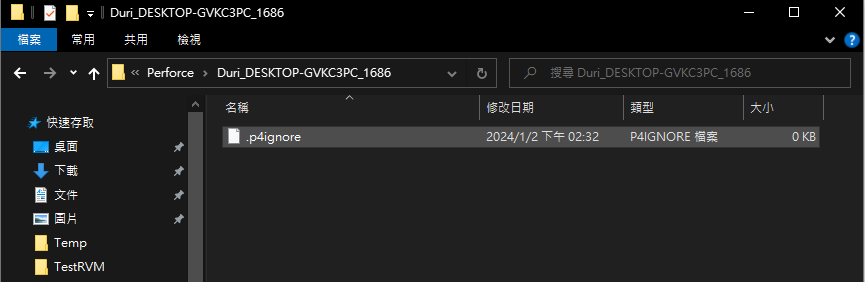 Duri_DESKTOP-GVKC3PC_1686
檔案 常用 共用 檢視
Perforce Duri_DESKTOP-GVKC3PC_1686 搜尋 Duri_DESKTOP-GVKC3PC_1686
名稱 修改日期 類型 大小
快速存取
.p4ignore 2024/1/2 下午 02:32 P4IGNORE 檔案 0 KB
桌面
下載
文件
圖片
Temp
TestRVM